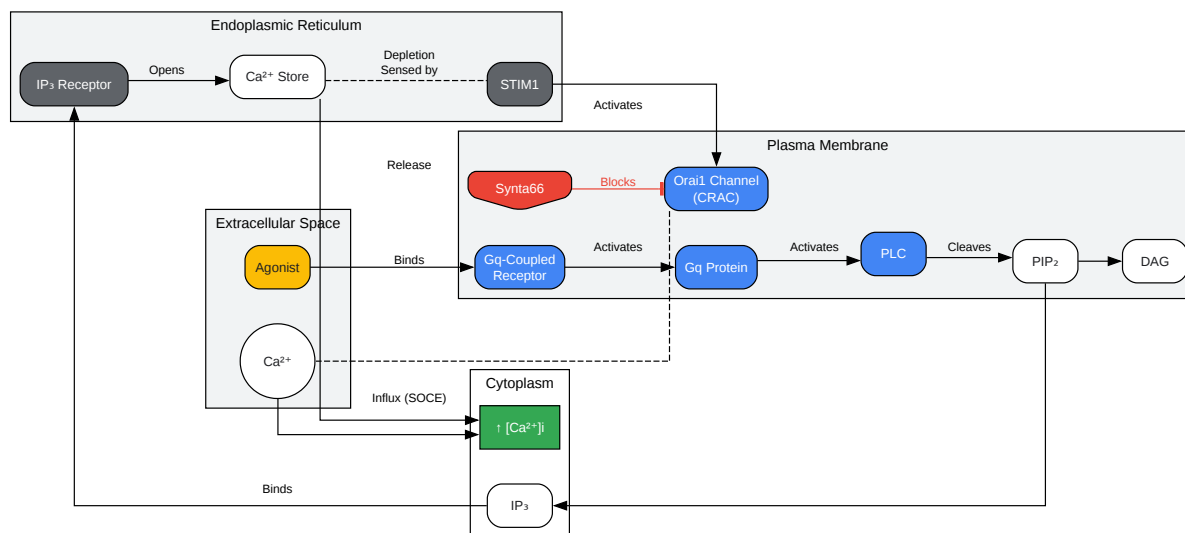 Endoplasmic Reticulum
IP₃ Receptor
Opens
Ca²⁺ Store
Depletion
Sensed by
STIM1
Activates
Plasma Membrane
Release
Synta66
Blocks
Orai1 Channel
(CRAC)
Extracellular Space
Agonist
Binds
Gq-Coupled
Receptor
Activates
Gq Protein
Activates
PLC
Cleaves
PIP₂
DAG
Ca²⁺
Cytoplasm
Influx (SOCE)
↑ [Ca²⁺]i
Binds
IP₃